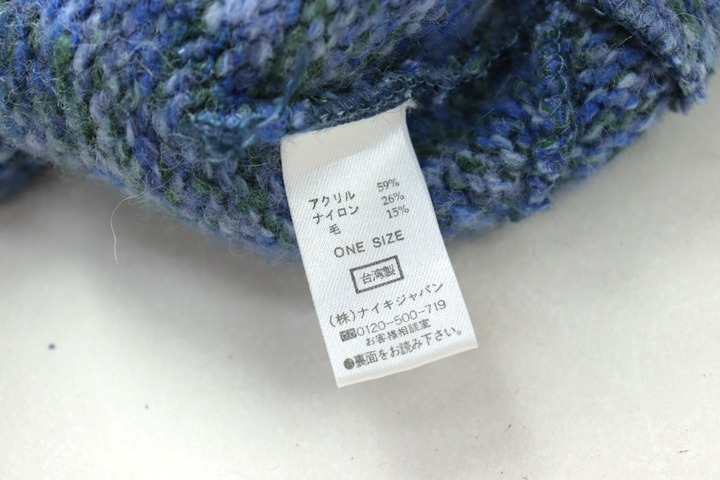 アクリル 59%
ナイロン 26%
毛 15%
ONE SIZE
台湾製
(株)ナイキジャパン
0120-500-719
お客様相談室
●裏面をお読み下さい。